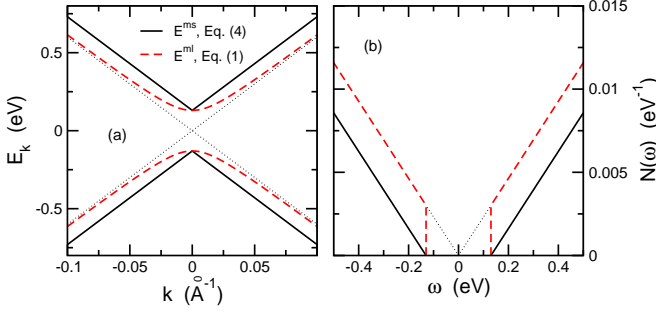 E^ms, Eq. (4)
E^ml, Eq. (1)
(a)
E_k (eV)
0.5
0
-0.5
-0.1
-0.05
0
0.05
k (Å^-1)
(b)
0.015
0.01
0.005
0
N(ω) (eV^-1)
-0.4
-0.2
0
0.2
0.4
ω (eV)